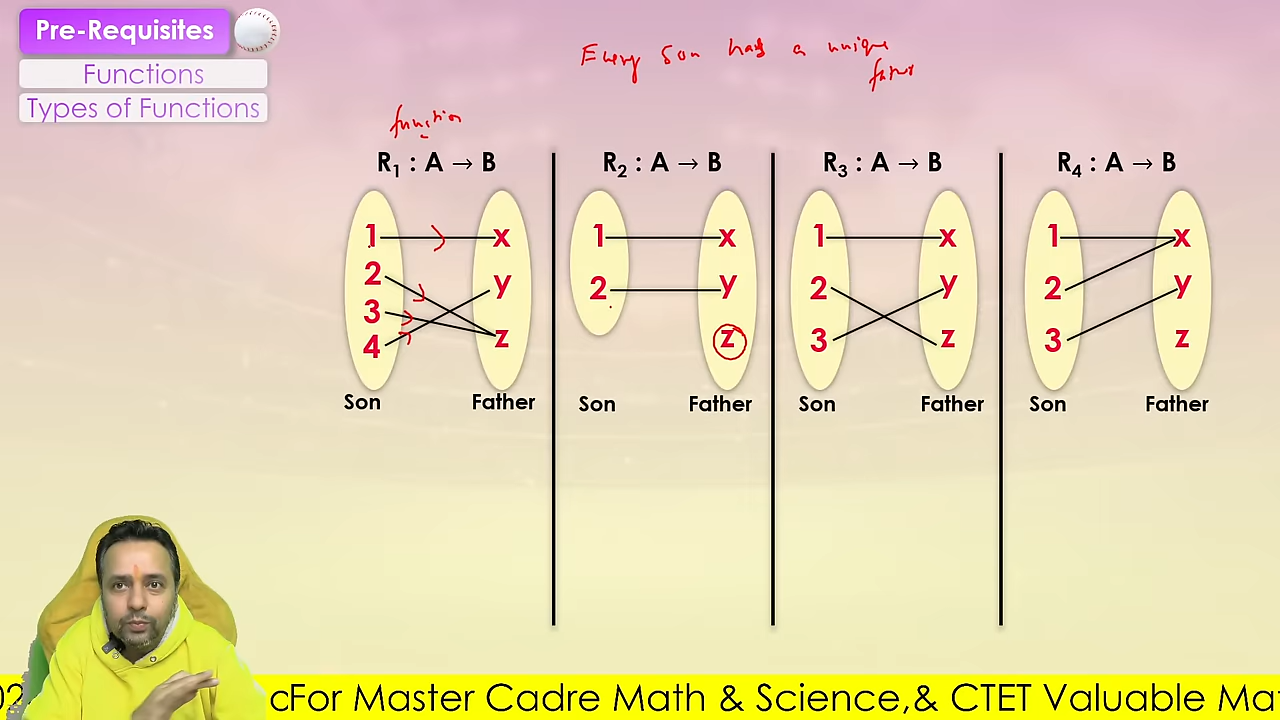 Pre-Requisites
Functions
Types of Functions
Every son has a unique
father
function
R₁ : A → B
R₂ : A → B
R₃ : A → B
R₄ : A → B
1 x
2 y
3 z
4
Son Father
1 x
2 y
z
Son Father
1 x
2 y
3 z
Son Father
1 x
2 y
3 z
Son Father
02 cFor Master Cadre Math & Science,& CTET Valuable Ma